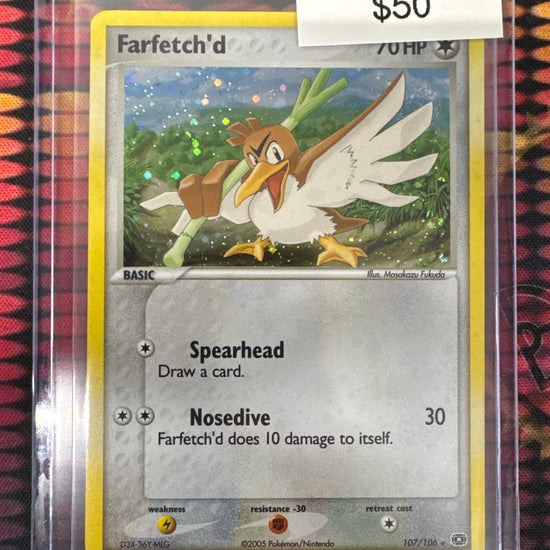 $50
Farfetch'd 70 HP
BASIC
Illus. Masakazu Fukuda
Spearhead
Draw a card.
Nosedive 30
Farfetch'd does 10 damage to itself.
weakness resistance -30 retreat cost
D3X-36Y-MLG ©2005 Pokémon/Nintendo 107/106